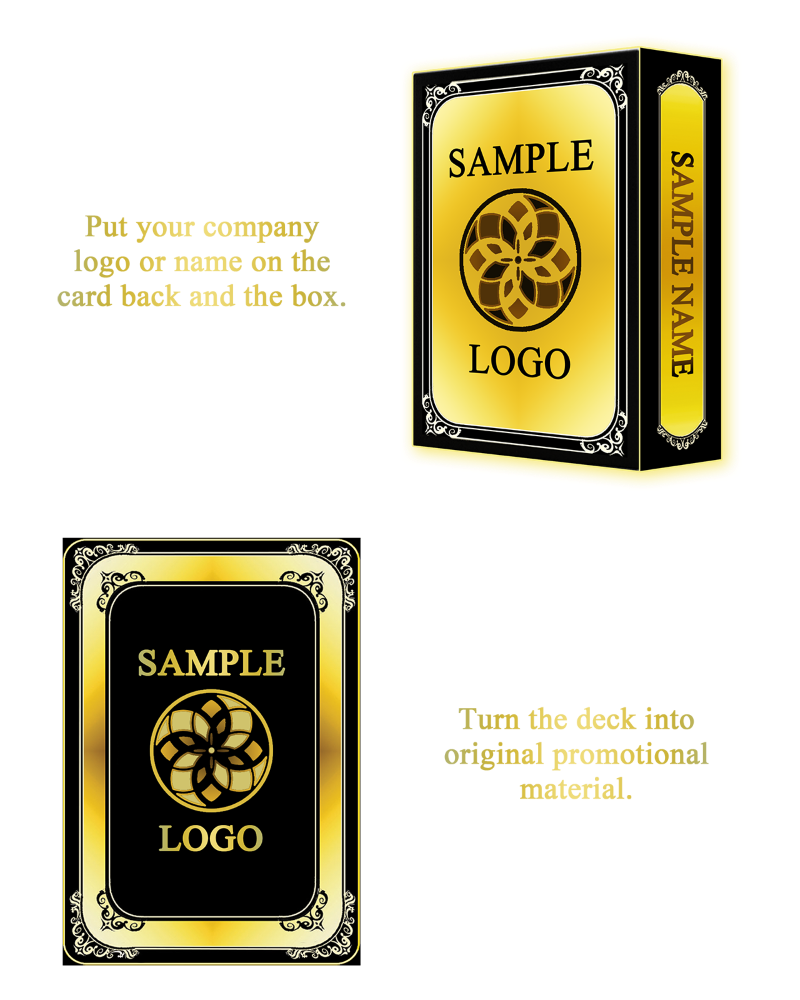 SAMPLE
LOGO
SAMPLE NAME
Put your company
logo or name on the
card back and the box.
SAMPLE
LOGO
Turn the deck into
original promotional
material.